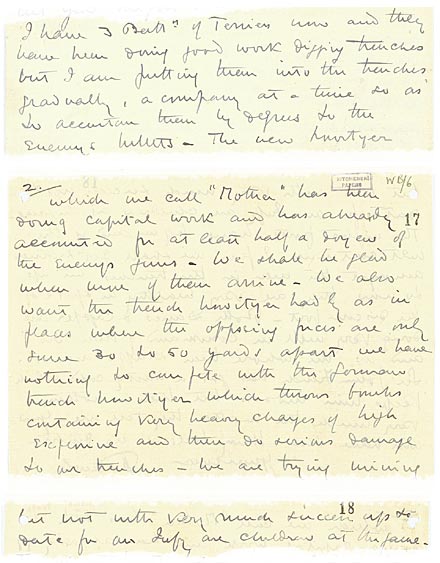 I have 3 Battns of Terriers now and they
have been doing good work digging trenches
but I am putting them into the trenches
gradually, a company at a time so as
to accustom them by degrees to the
Enemy's bullets – The new howitzer
2. WB/6
KITCHENER PAPERS
which we call "Mother" has been
doing capital work and has already 17
accounted for at least half a dozen of
the Enemy's guns – We shall be glad
when more of them arrive – We also
want the trench howitzer badly as in
places where the opposing forces are only
some 30 to 50 yards apart we have
nothing to compete with the Germans
trench howitzer which throws bombs
containing very heavy charges of high
Explosive and then do serious damage
to our trenches – We are trying mining
18
but not with very much success up to
date for our Infy are children at the game –